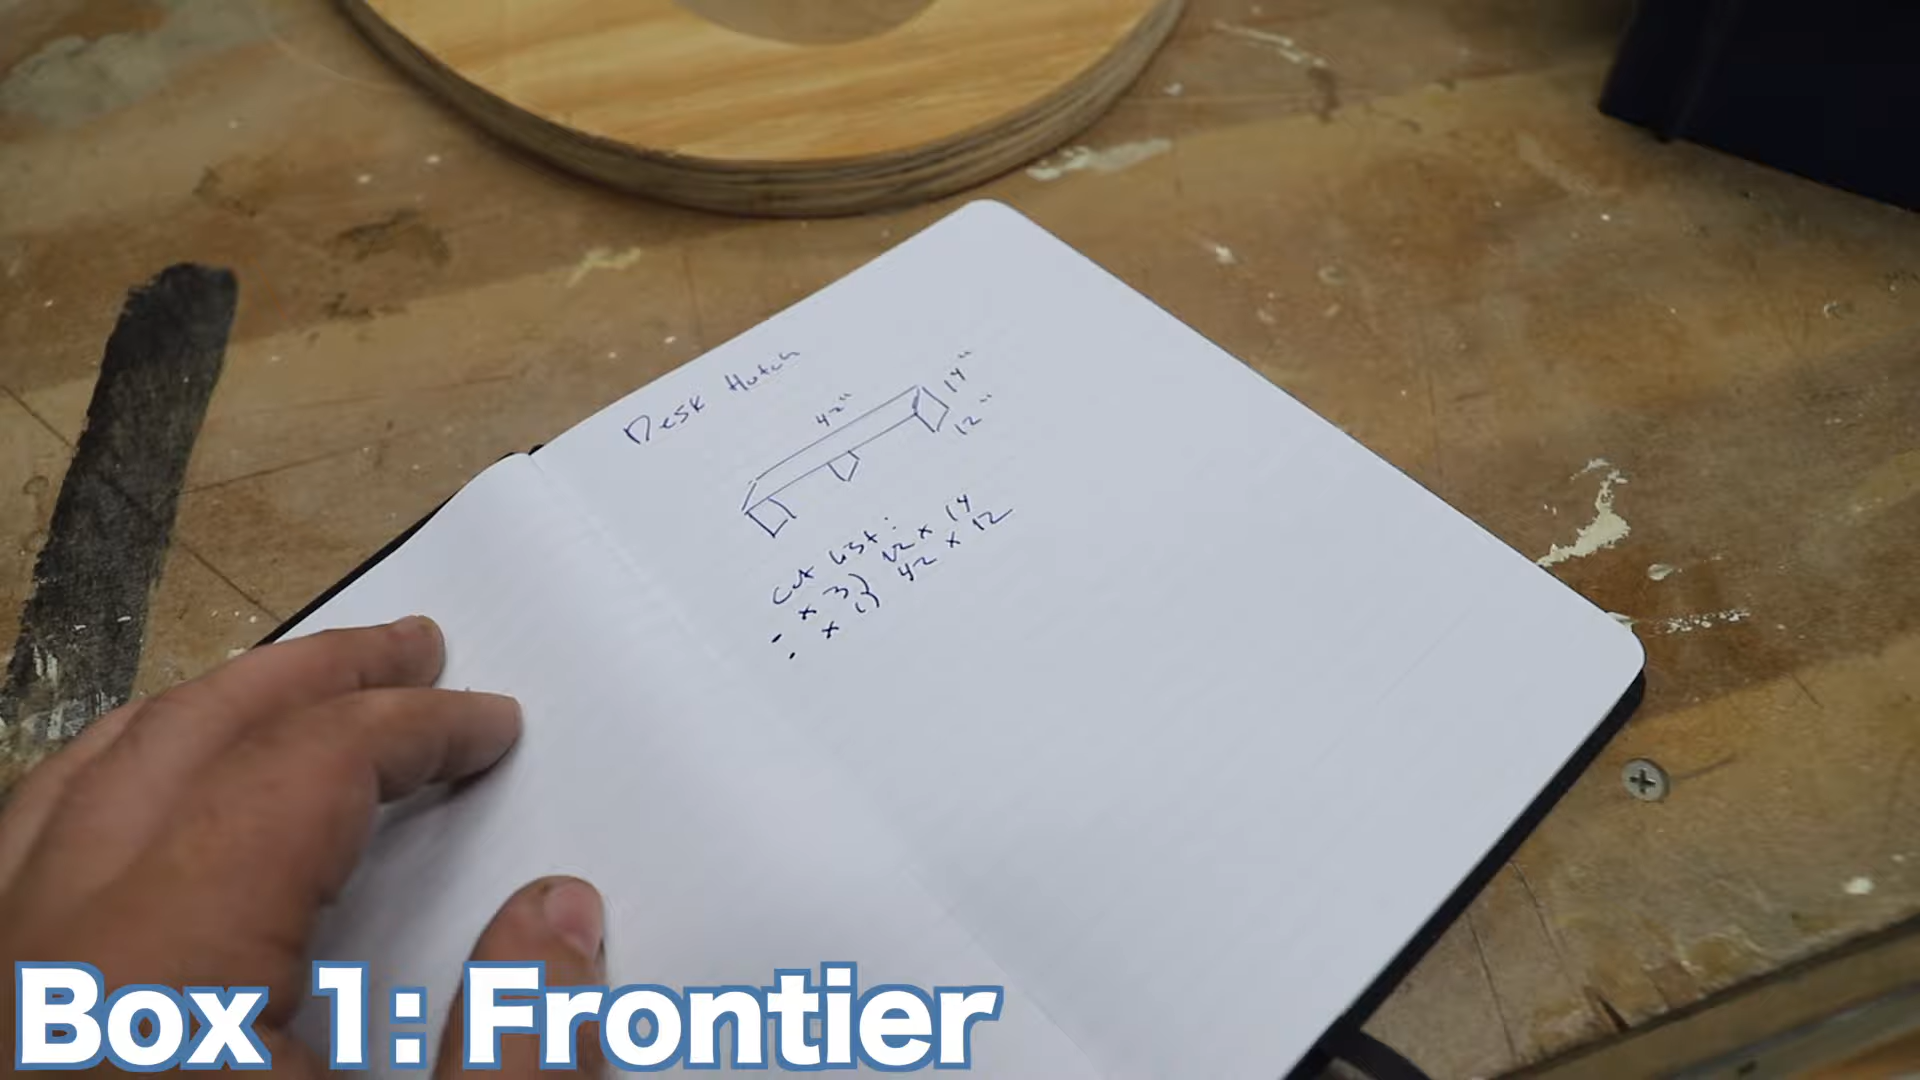 Desk Hutch
42"
14"
12"
Cut list:
- x 3) 12 x 14
- x 1) 42 x 12
Box 1: Frontier